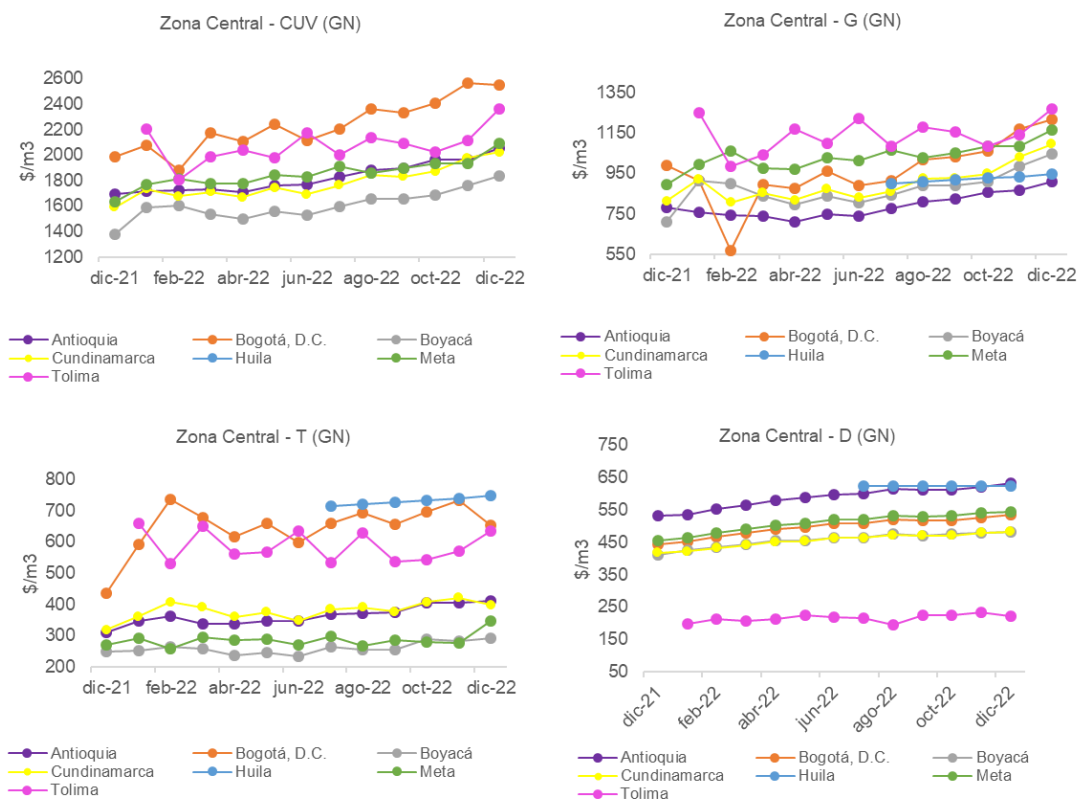 Zona Central - CUV (GN)
$/m3
2600
2400
2200
2000
1800
1600
1400
1200
dic-21 feb-22 abr-22 jun-22 ago-22 oct-22 dic-22
Antioquia Bogotá, D.C. Boyacá
Cundinamarca Huila Meta
Tolima
Zona Central - G (GN)
$/m3
1350
1150
950
750
550
dic-21 feb-22 abr-22 jun-22 ago-22 oct-22 dic-22
Antioquia Bogotá, D.C. Boyacá
Cundinamarca Huila Meta
Tolima
Zona Central - T (GN)
$/m3
800
700
600
500
400
300
200
dic-21 feb-22 abr-22 jun-22 ago-22 oct-22 dic-22
Antioquia Bogotá, D.C. Boyacá
Cundinamarca Huila Meta
Tolima
Zona Central - D (GN)
$/m3
750
650
550
450
350
250
150
50
dic-21 feb-22 abr-22 jun-22 ago-22 oct-22 dic-22
Antioquia Bogotá, D.C. Boyacá
Cundinamarca Huila Meta
Tolima